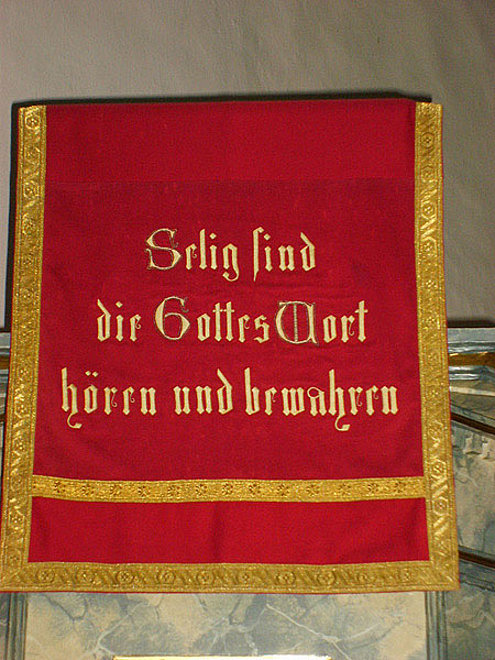 Selig sind
die Gottes Wort
hören und bewahren